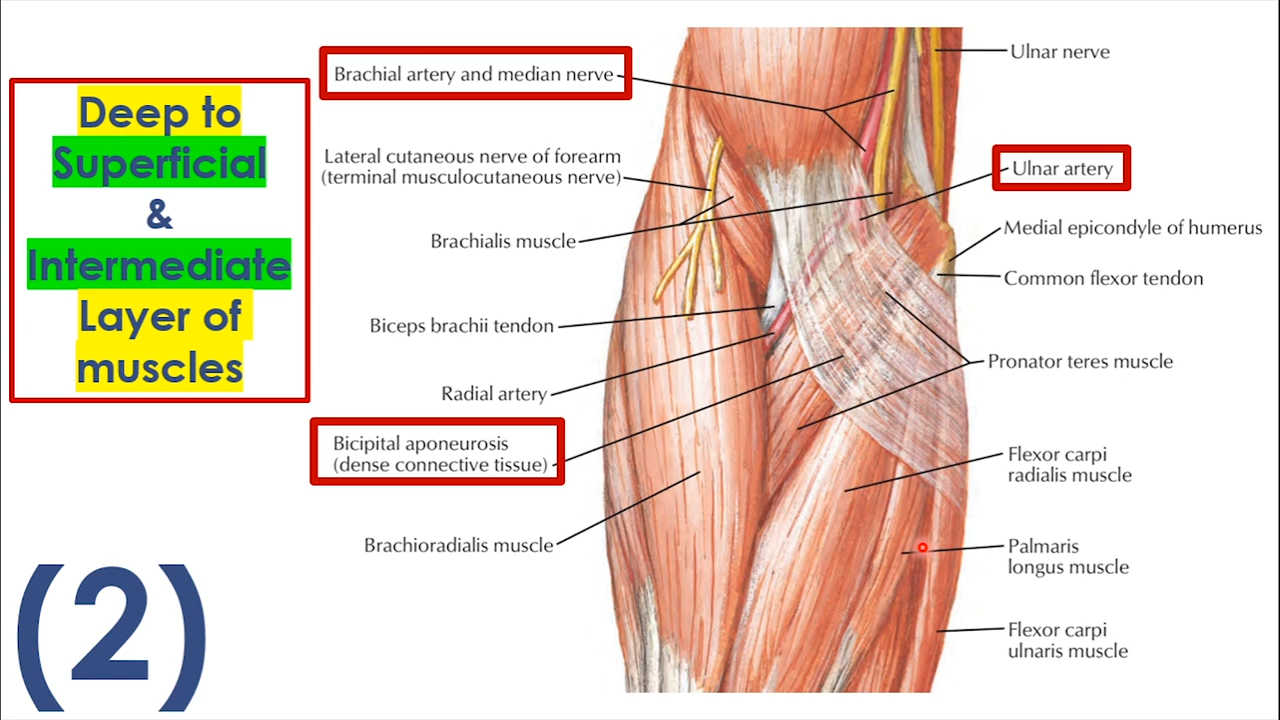 Deep to
Superficial
&
Intermediate
Layer of
muscles
(2)
Brachial artery and median nerve
Lateral cutaneous nerve of forearm
(terminal musculocutaneous nerve)
Brachialis muscle
Biceps brachii tendon
Radial artery
Bicipital aponeurosis
(dense connective tissue)
Brachioradialis muscle
Ulnar nerve
Ulnar artery
Medial epicondyle of humerus
Common flexor tendon
Pronator teres muscle
Flexor carpi
radialis muscle
Palmaris
longus muscle
Flexor carpi
ulnaris muscle